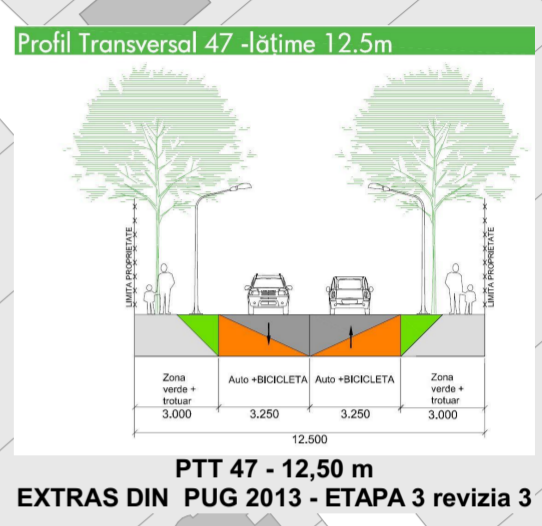 Profil Transversal 47 -lățime 12.5m
LIMITA PROPRIETATE
LIMITA PROPRIETATE
Zona
verde +
trotuar
Auto +BICICLETA
Auto +BICICLETA
Zona
verde +
trotuar
3.000
3.250
3.250
3.000
12.500
PTT 47 - 12,50 m
EXTRAS DIN PUG 2013 - ETAPA 3 revizia 3